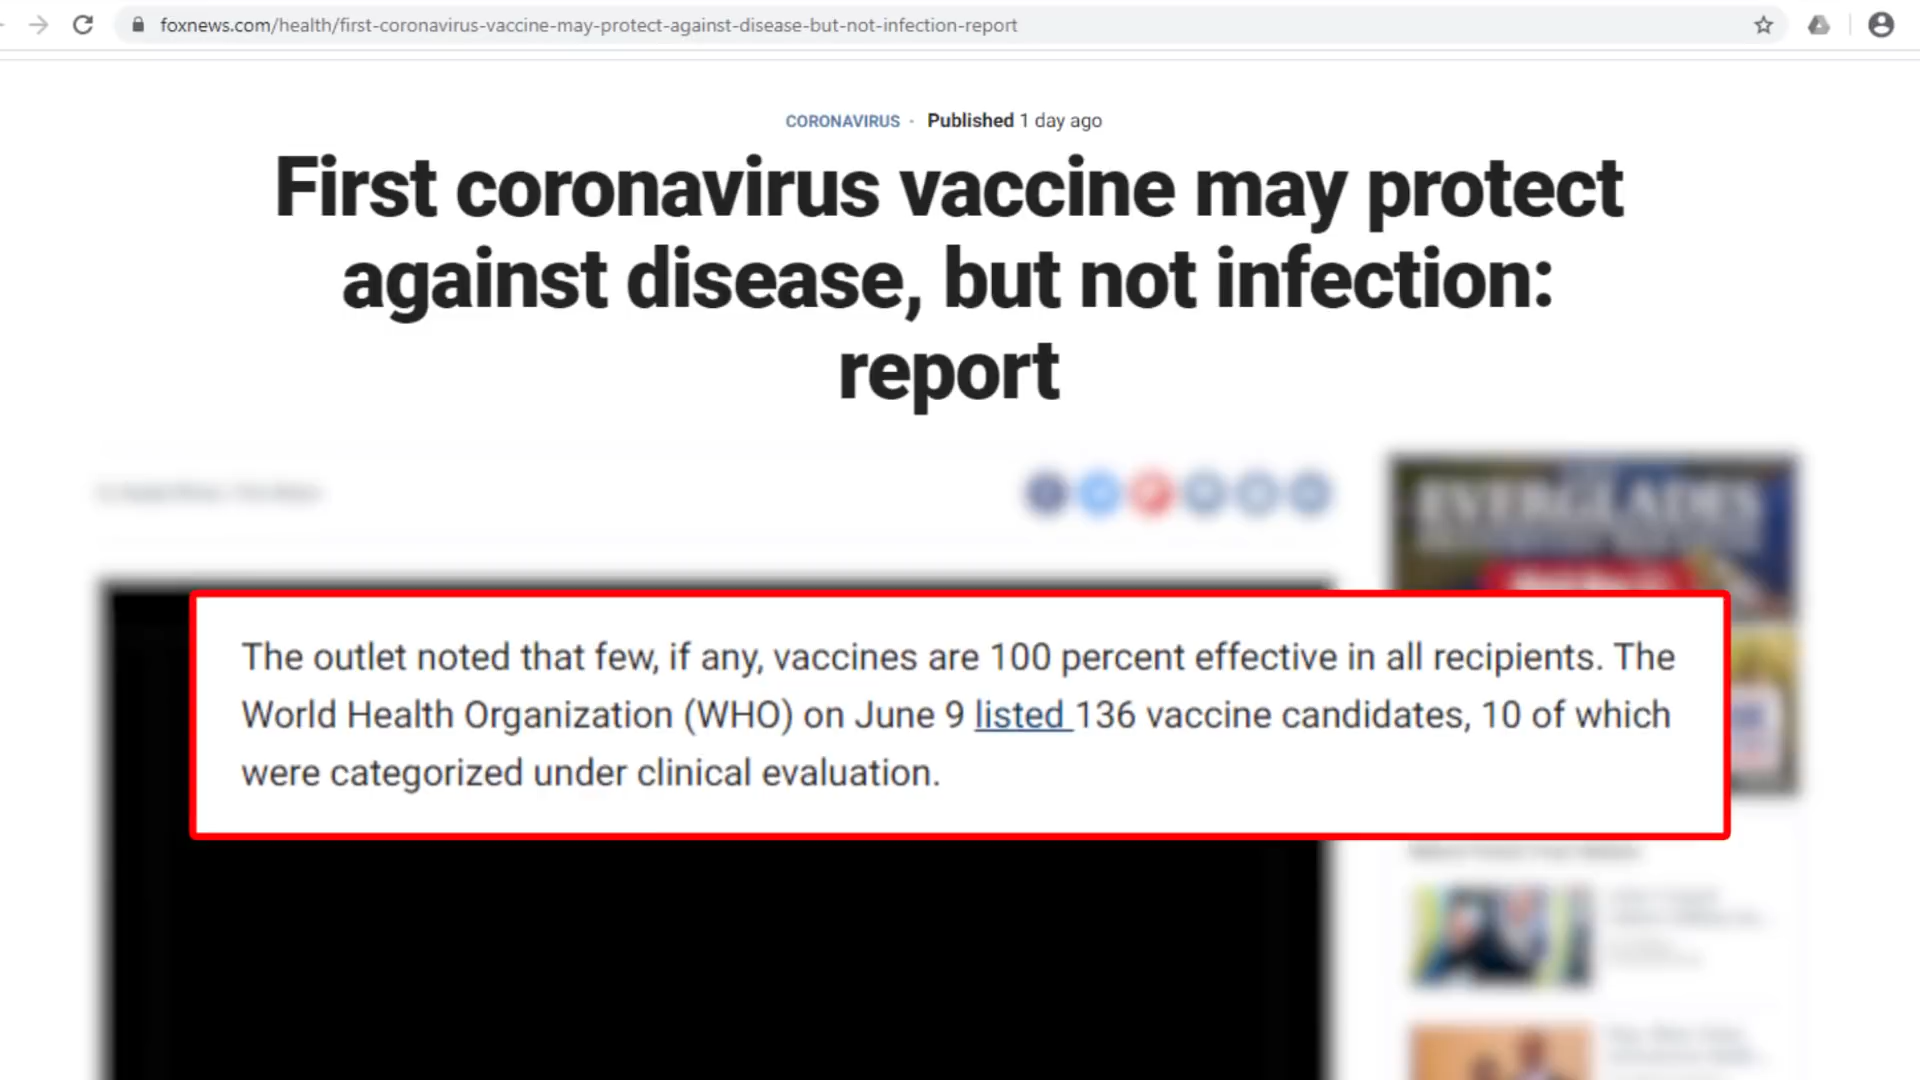 foxnews.com/health/first-coronavirus-vaccine-may-protect-against-disease-but-not-infection-report
CORONAVIRUS · Published 1 day ago
First coronavirus vaccine may protect
against disease, but not infection:
report
EVERGLADES
The outlet noted that few, if any, vaccines are 100 percent effective in all recipients. The
World Health Organization (WHO) on June 9 listed 136 vaccine candidates, 10 of which
were categorized under clinical evaluation.